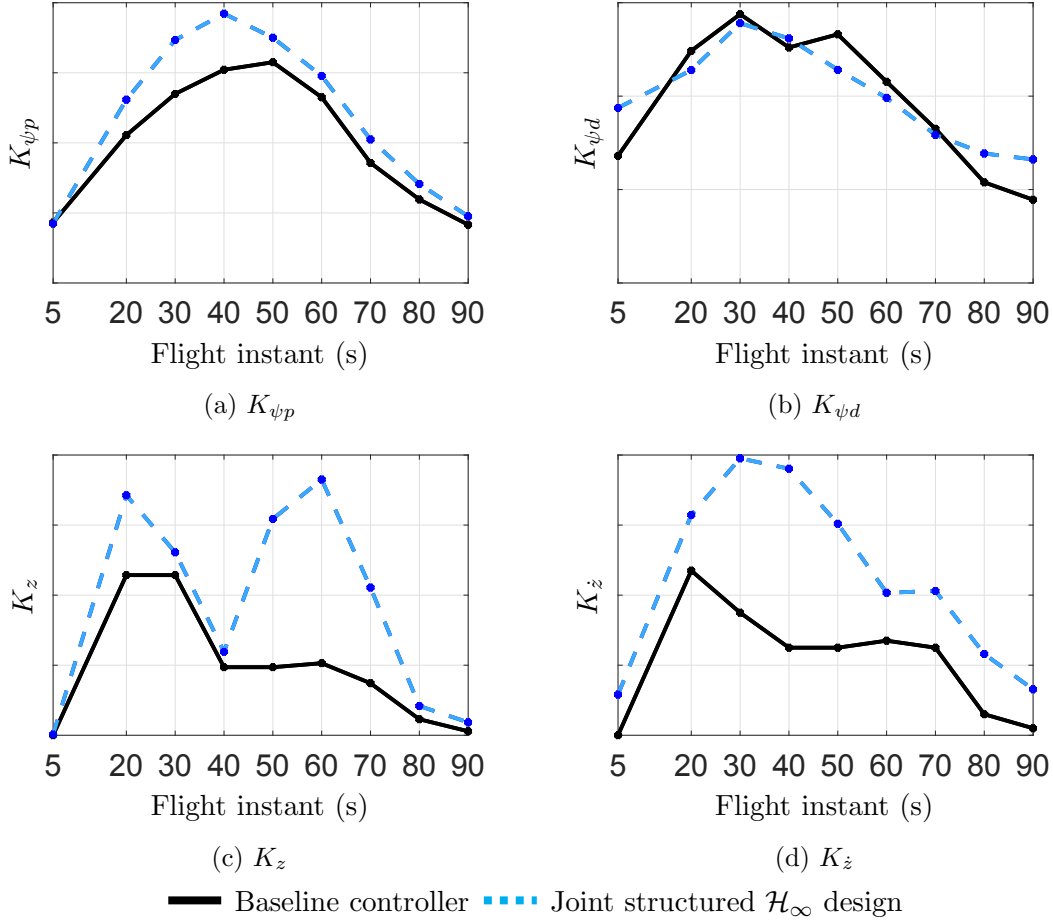 K_{ψp}
5 20 30 40 50 60 70 80 90
Flight instant (s)
(a) K_{ψp}
K_{ψd}
5 20 30 40 50 60 70 80 90
Flight instant (s)
(b) K_{ψd}
K_z
5 20 30 40 50 60 70 80 90
Flight instant (s)
(c) K_z
K_ż
5 20 30 40 50 60 70 80 90
Flight instant (s)
(d) K_ż
Baseline controller
Joint structured ℋ_∞ design